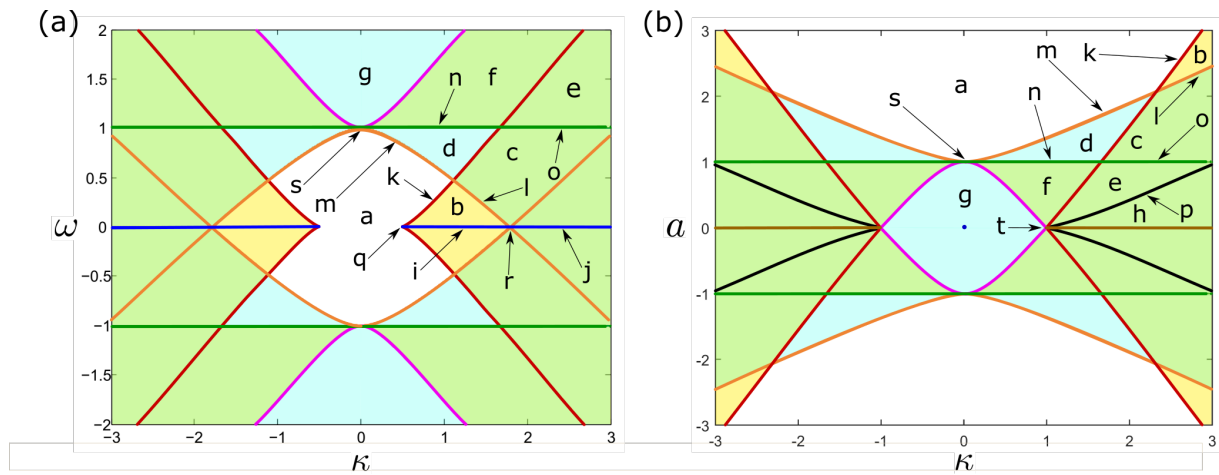 (a)
2
1.5
1
0.5
0
−0.5
−1
−1.5
−2
ω
−3
−2
−1
0
1
2
3
κ
g
n
f
e
d
c
s
m
k
l
o
a
b
q
i
r
j
(b)
3
2
1
0
-1
-2
-3
a
-3
-2
-1
0
1
2
3
κ
m
k
b
a
s
n
l
o
d
c
g
f
e
t
h
p